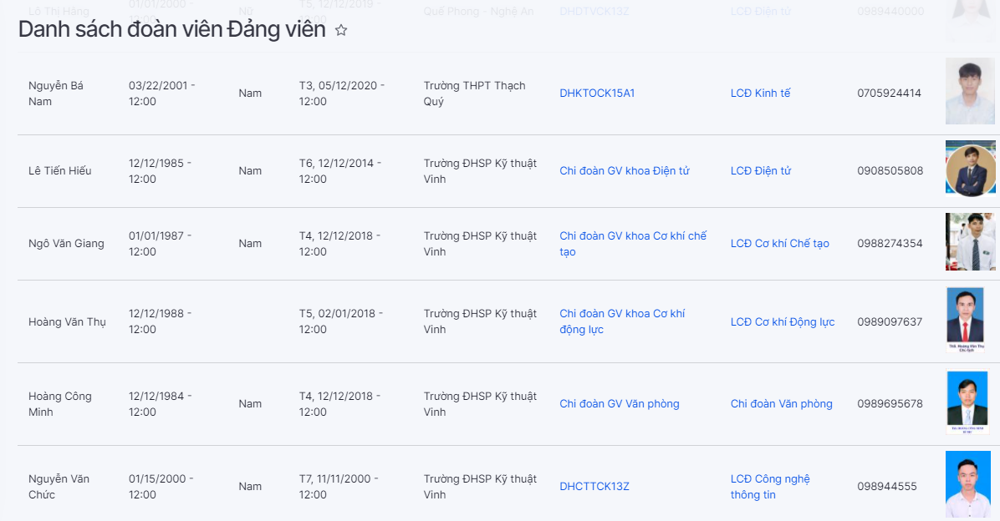 Lò Thị Hằng
01/01/2000 -
12:00
Nữ
T5, 12/12/2019 -
12:00
Quế Phong - Nghệ An
DHDTVCK13Z
LCĐ Điện tử
0989440000
Danh sách đoàn viên Đảng viên
Nguyễn Bá
Nam
03/22/2001 -
12:00
Nam
T3, 05/12/2020 -
12:00
Trường THPT Thạch
Quý
DHKTOCK15A1
LCĐ Kinh tế
0705924414
Lê Tiến Hiếu
12/12/1985 -
12:00
Nam
T6, 12/12/2014 -
12:00
Trường ĐHSP Kỹ thuật
Vinh
Chi đoàn GV khoa Điện tử
LCĐ Điện tử
0908505808
Ngô Văn Giang
01/01/1987 -
12:00
Nam
T4, 12/12/2018 -
12:00
Trường ĐHSP Kỹ thuật
Vinh
Chi đoàn GV khoa Cơ khí chế
tạo
LCĐ Cơ khí Chế tạo
0988274354
Hoàng Văn Thụ
12/12/1988 -
12:00
T5, 02/01/2018 -
12:00
Trường ĐHSP Kỹ thuật
Vinh
Chi đoàn GV khoa Cơ khí
động lực
LCĐ Cơ khí Động lực
0989097637
ThS. Hoàng Văn Thụ
Chủ tịch
Hoàng Công
Minh
12/12/1984 -
12:00
Nam
T4, 12/12/2018 -
12:00
Trường ĐHSP Kỹ thuật
Vinh
Chi đoàn GV Văn phòng
Chi đoàn Văn phòng
0989695678
Nguyễn Văn
Chức
01/15/2000 -
12:00
Nam
T7, 11/11/2000 -
12:00
Trường ĐHSP Kỹ thuật
Vinh
DHCTTCK13Z
LCĐ Công nghệ
thông tin
098944555